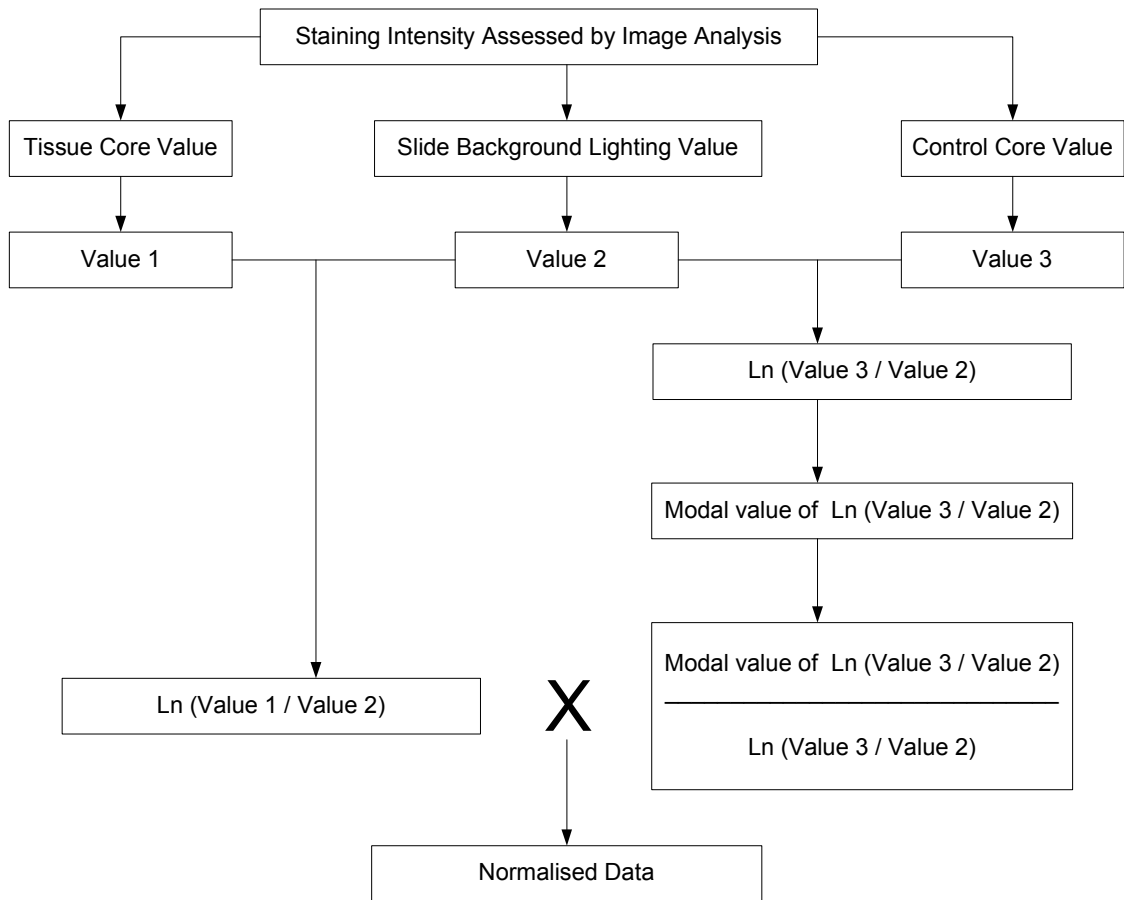 Staining Intensity Assessed by Image Analysis
Tissue Core Value
Slide Background Lighting Value
Control Core Value
Value 1
Value 2
Value 3
Ln (Value 3 / Value 2)
Modal value of Ln (Value 3 / Value 2)
Modal value of Ln (Value 3 / Value 2)
Ln (Value 3 / Value 2)
Ln (Value 1 / Value 2)
X
Normalised Data